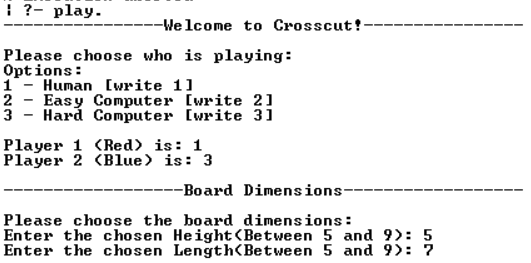 | ?- play.
----------------Welcome to Crosscut!----------------
Please choose who is playing:
Options:
1 - Human [write 1]
2 - Easy Computer [write 2]
3 - Hard Computer [write 3]
Player 1 (Red) is: 1
Player 2 (Blue) is: 3
------------------Board Dimensions------------------
Please choose the board dimensions:
Enter the chosen Height(Between 5 and 9): 5
Enter the chosen Length(Between 5 and 9): 7